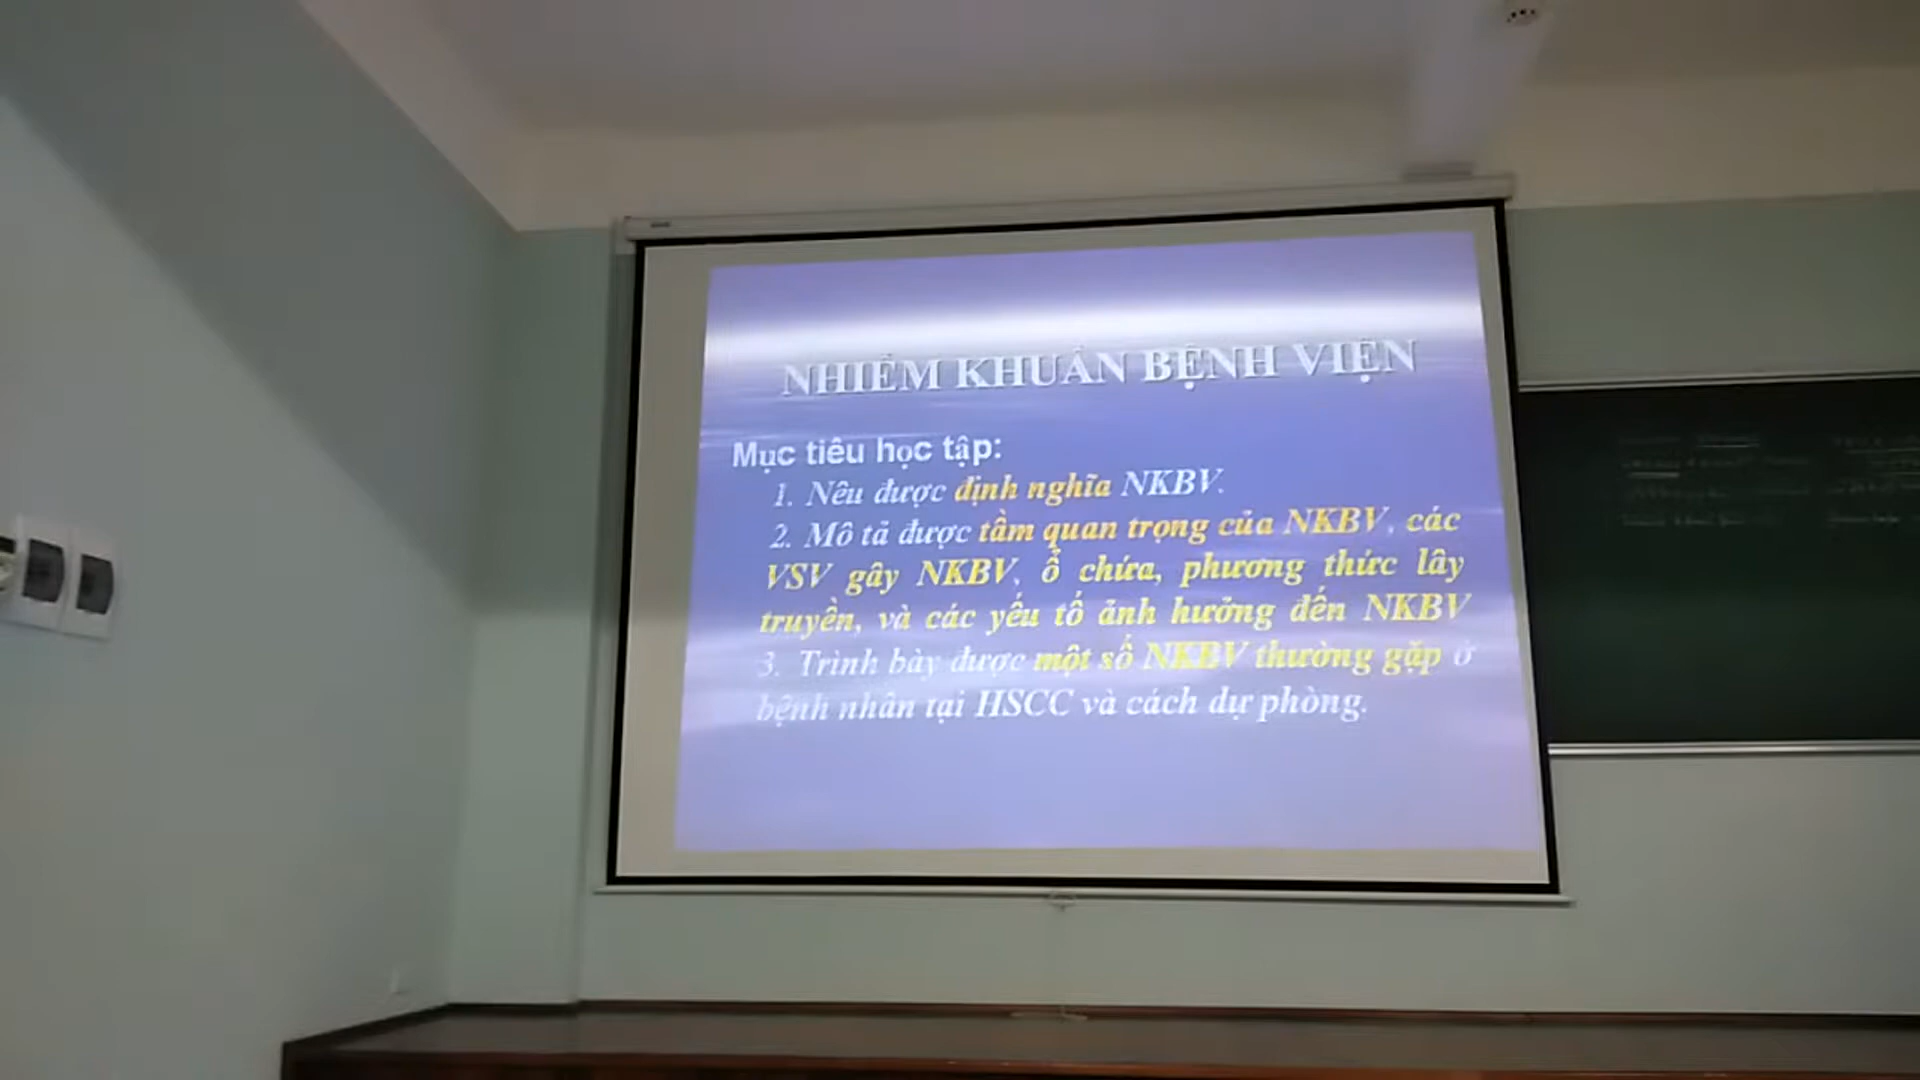 NHIỄM KHUẨN BỆNH VIỆN
Mục tiêu học tập:
1. Nêu được định nghĩa NKBV.
2. Mô tả được tầm quan trọng của NKBV, các
VSV gây NKBV, ổ chứa, phương thức lây
truyền, và các yếu tố ảnh hưởng đến NKBV
3. Trình bày được một số NKBV thường gặp ở
bệnh nhân tại HSCC và cách dự phòng.